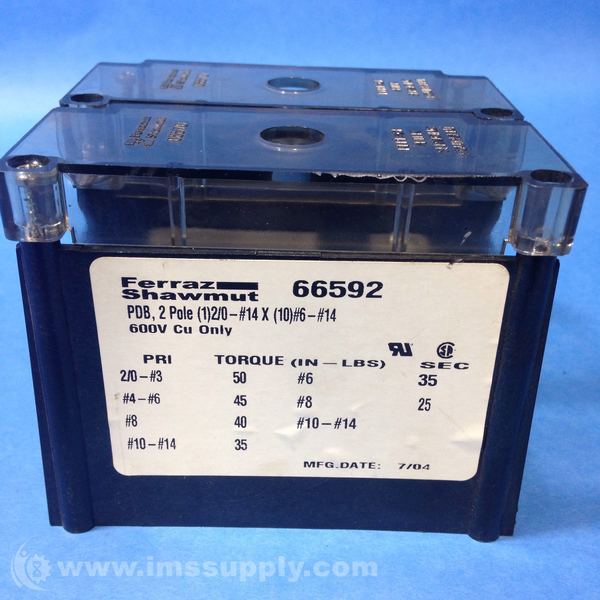 Ferraz
Shawmut
66592
PDB, 2 Pole (1)2/0-#14 X (10)#6-#14
600V Cu Only
PRI TORQUE (IN-LBS) SEC
2/0-#3 50 #6 35
#4-#6 45 #8 25
#8 40 #10-#14
#10-#14 35
MFG.DATE: 7/04
www.imssupply.com